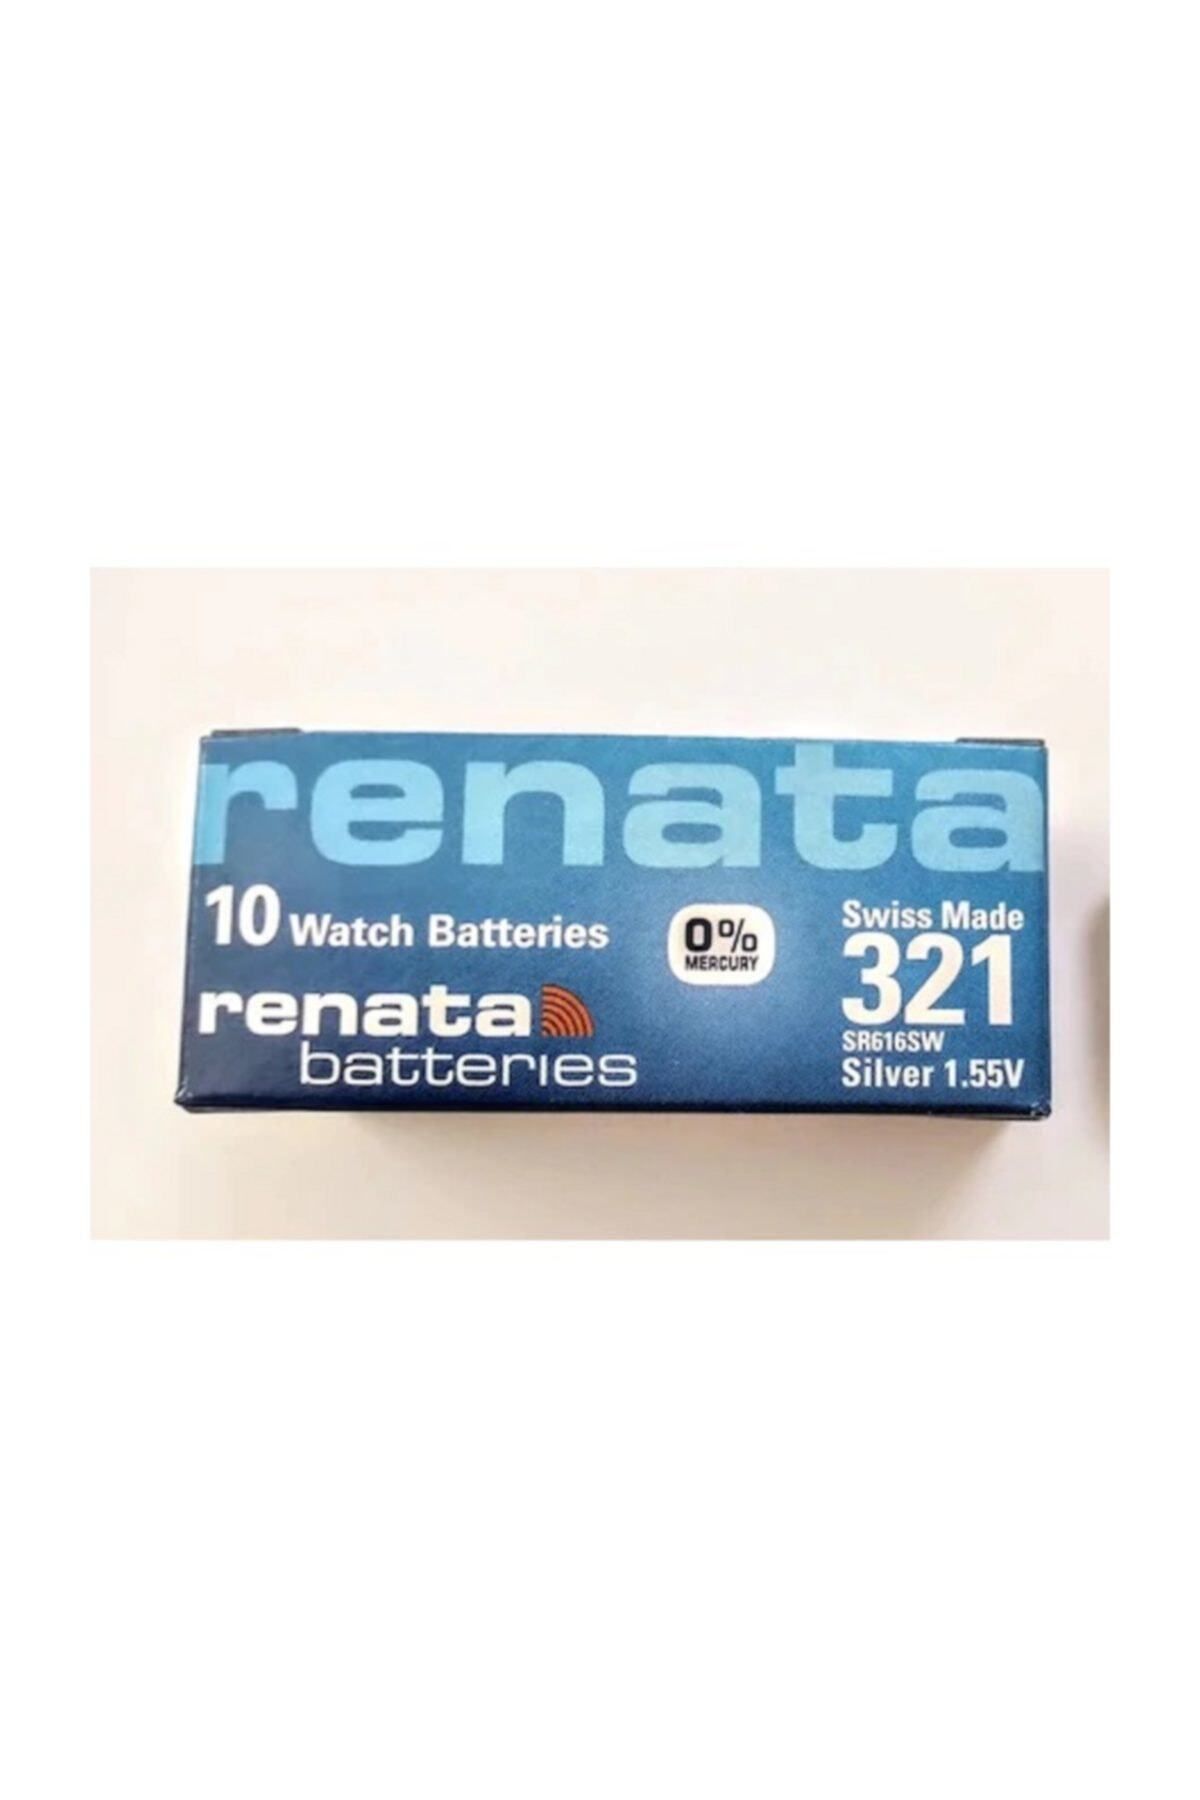 renata
10 Watch Batteries
renata
batteries
0%
MERCURY
Swiss Made
321
SR616SW
Silver 1.55V